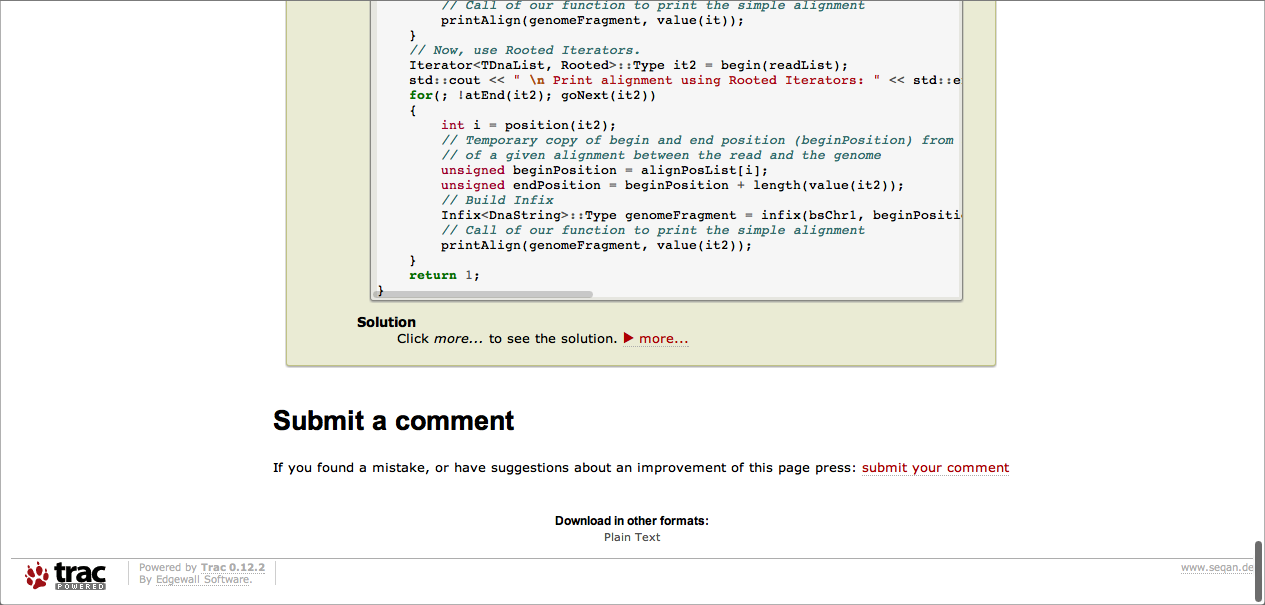 // Call of our function to print the simple alignment
printAlign(genomeFragment, value(it));
}
// Now, use Rooted Iterators.
Iterator<TDnaList, Rooted>::Type it2 = begin(readList);
std::cout << " \n Print alignment using Rooted Iterators: " << std::e
for(; !atEnd(it2); goNext(it2))
{
int i = position(it2);
// Temporary copy of begin and end position (beginPosition) from
// of a given alignment between the read and the genome
unsigned beginPosition = alignPosList[i];
unsigned endPosition = beginPosition + length(value(it2));
// Build Infix
Infix<DnaString>::Type genomeFragment = infix(bsChr1, beginPositi
// Call of our function to print the simple alignment
printAlign(genomeFragment, value(it2));
}
return 1;
}
Solution
Click more... to see the solution. ▶ more...
Submit a comment
If you found a mistake, or have suggestions about an improvement of this page press: submit your comment
Download in other formats:
Plain Text
trac
POWERED
Powered by Trac 0.12.2
By Edgewall Software.
www.seqan.de